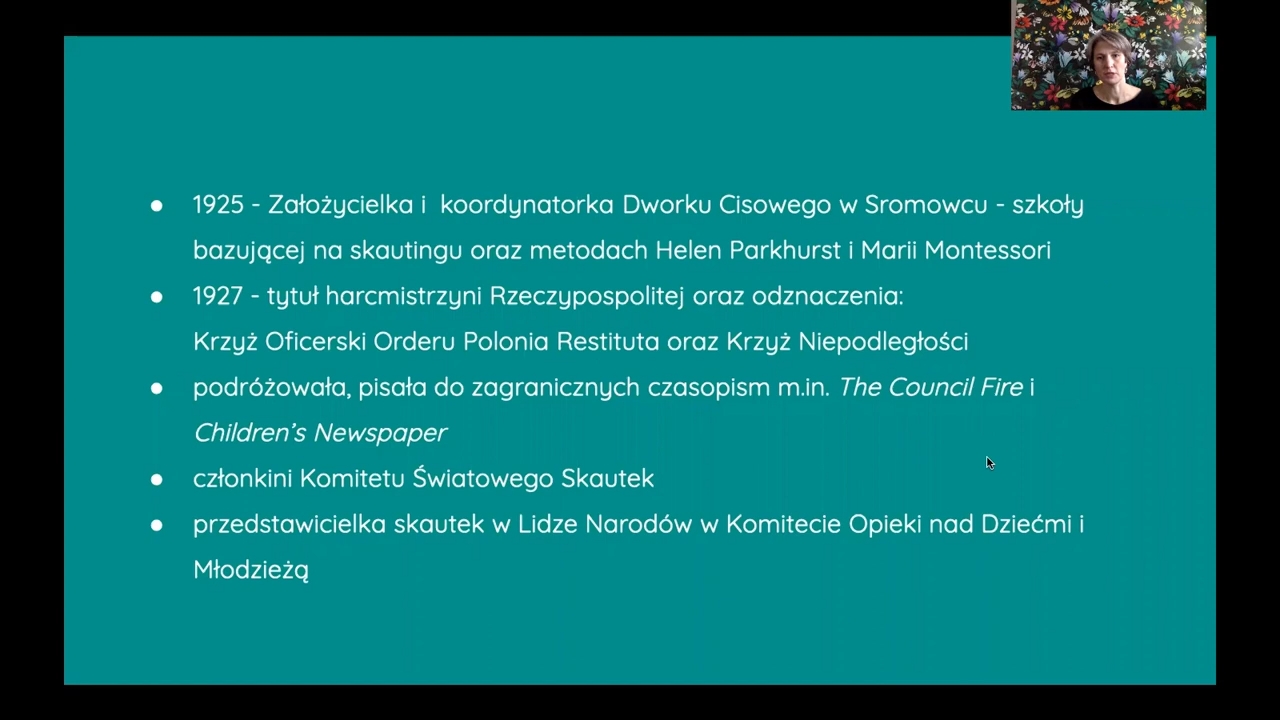 ● 1925 - Założycielka i  koordynatorka Dworku Cisowego w Sromowcu - szkoły
bazującej na skautingu oraz metodach Helen Parkhurst i Marii Montessori
● 1927 - tytuł harcmistrzyni Rzeczypospolitej oraz odznaczenia:
Krzyż Oficerski Orderu Polonia Restituta oraz Krzyż Niepodległości
● podróżowała, pisała do zagranicznych czasopism m.in. The Council Fire i
Children’s Newspaper
● członkini Komitetu Światowego Skautek
● przedstawicielka skautek w Lidze Narodów w Komitecie Opieki nad Dziećmi i
Młodzieżą